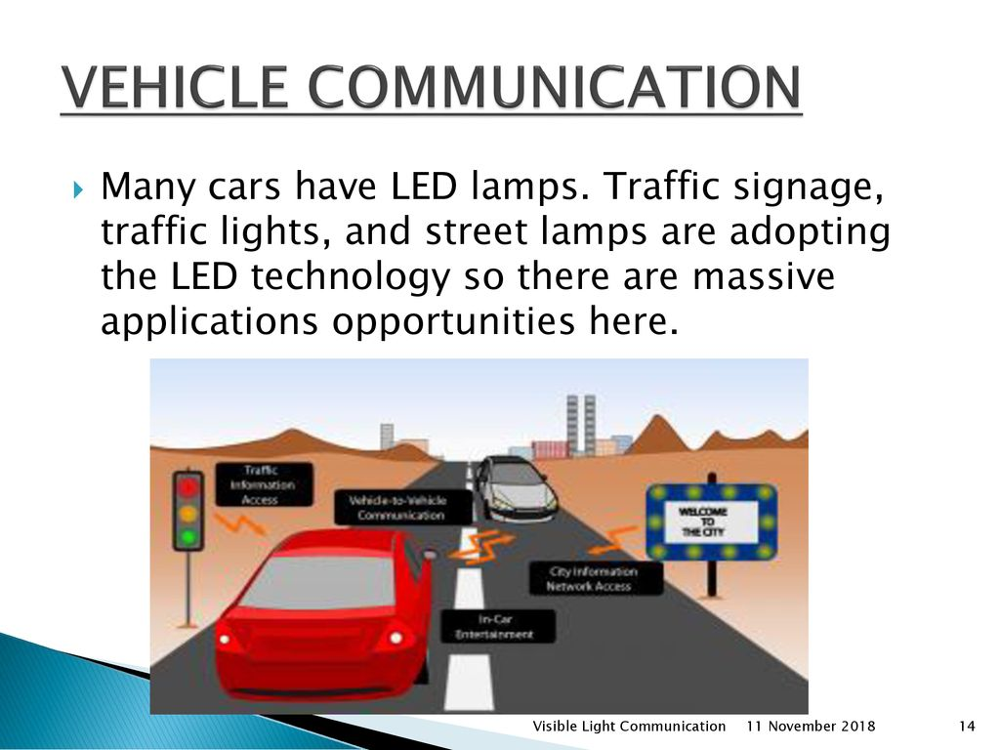 VEHICLE COMMUNICATION
Many cars have LED lamps. Traffic signage,
traffic lights, and street lamps are adopting
the LED technology so there are massive
applications opportunities here.
Traffic
Information
Access
Vehicle-to-Vehicle
Communication
WELCOME
TO
THE CITY
City Information
Network Access
In-Car
Entertainment
Visible Light Communication 11 November 2018 14